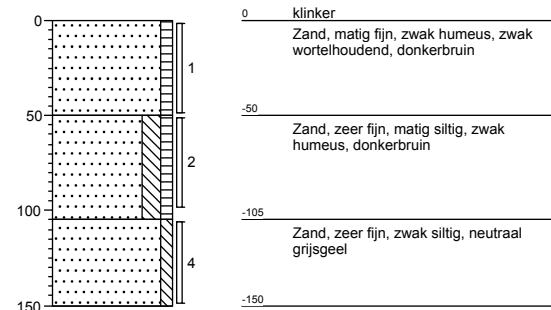 0
50
100
150
1
2
4
0 klinker
Zand, matig fijn, zwak humeus, zwak
wortelhoudend, donkerbruin
-50
Zand, zeer fijn, matig siltig, zwak
humeus, donkerbruin
-105
Zand, zeer fijn, zwak siltig, neutraal
grijsgeel
-150